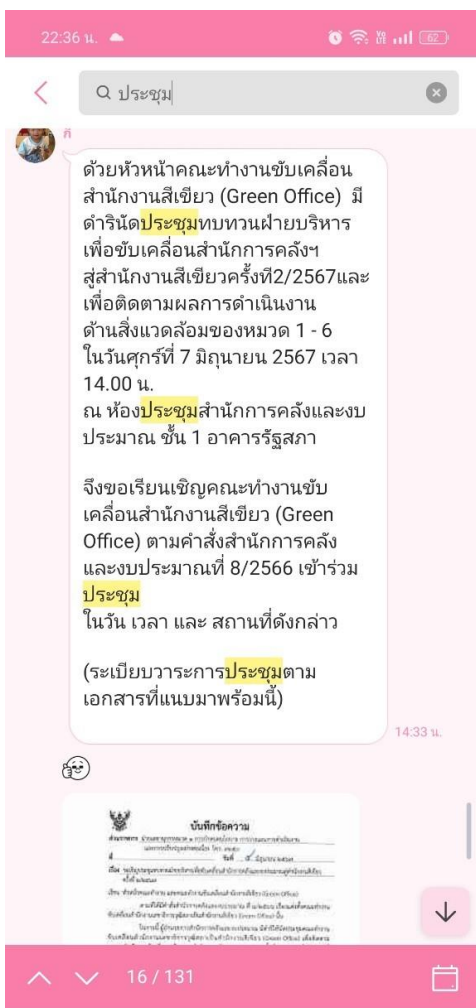 22:36 น.
62
ประชุม
กี
ด้วยหัวหน้าคณะทำงานขับเคลื่อน
สำนักงานสีเขียว (Green Office) มี
ดำรินัดประชุมทบทวนฝ่ายบริหาร
เพื่อขับเคลื่อนสำนักการคลังฯ
สู่สำนักงานสีเขียวครั้งที่2/2567และ
เพื่อติดตามผลการดำเนินงาน
ด้านสิ่งแวดล้อมของหมวด 1 - 6
ในวันศุกร์ที่ 7 มิถุนายน 2567 เวลา
14.00 น.
ณ ห้องประชุมสำนักการคลังและงบ
ประมาณ ชั้น 1 อาคารรัฐสภา
จึงขอเรียนเชิญคณะทำงานขับ
เคลื่อนสำนักงานสีเขียว (Green
Office) ตามคำสั่งสำนักการคลัง
และงบประมาณที่ 8/2566 เข้าร่วม
ประชุม
ในวัน เวลา และ สถานที่ดังกล่าว
(ระเบียบวาระการประชุมตาม
เอกสารที่แนบมาพร้อมนี้)
14:33 น.
บันทึกข้อความ
16/131